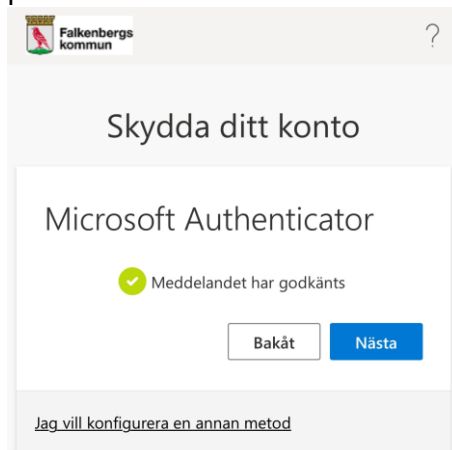 Falkenbergs
kommun
?
Skydda ditt konto
Microsoft Authenticator
Meddelandet har godkänts
Bakåt
Nästa
Jag vill konfigurera en annan metod